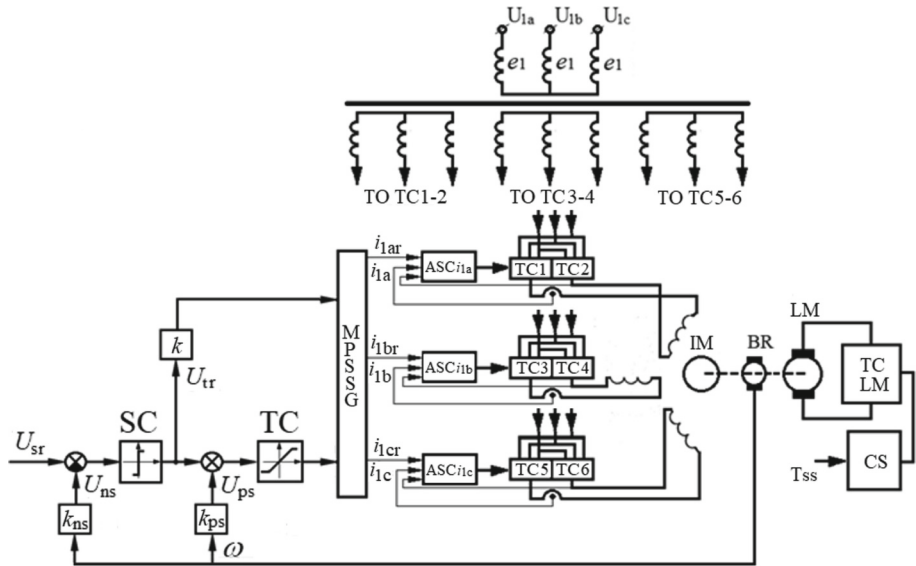 U1a U1b U1c
e1 e1 e1
TO TC1-2 TO TC3-4 TO TC5-6
i1ar
i1a
ASCi1a
TC1 TC2
MPSSG
k
Utr
i1br
i1b
ASCi1b
TC3 TC4
IM BR LM
TC LM
SC TC
Usr
Uns Ups
i1cr
i1c
ASCi1c
TC5 TC6
Tss CS
kns kps
ω